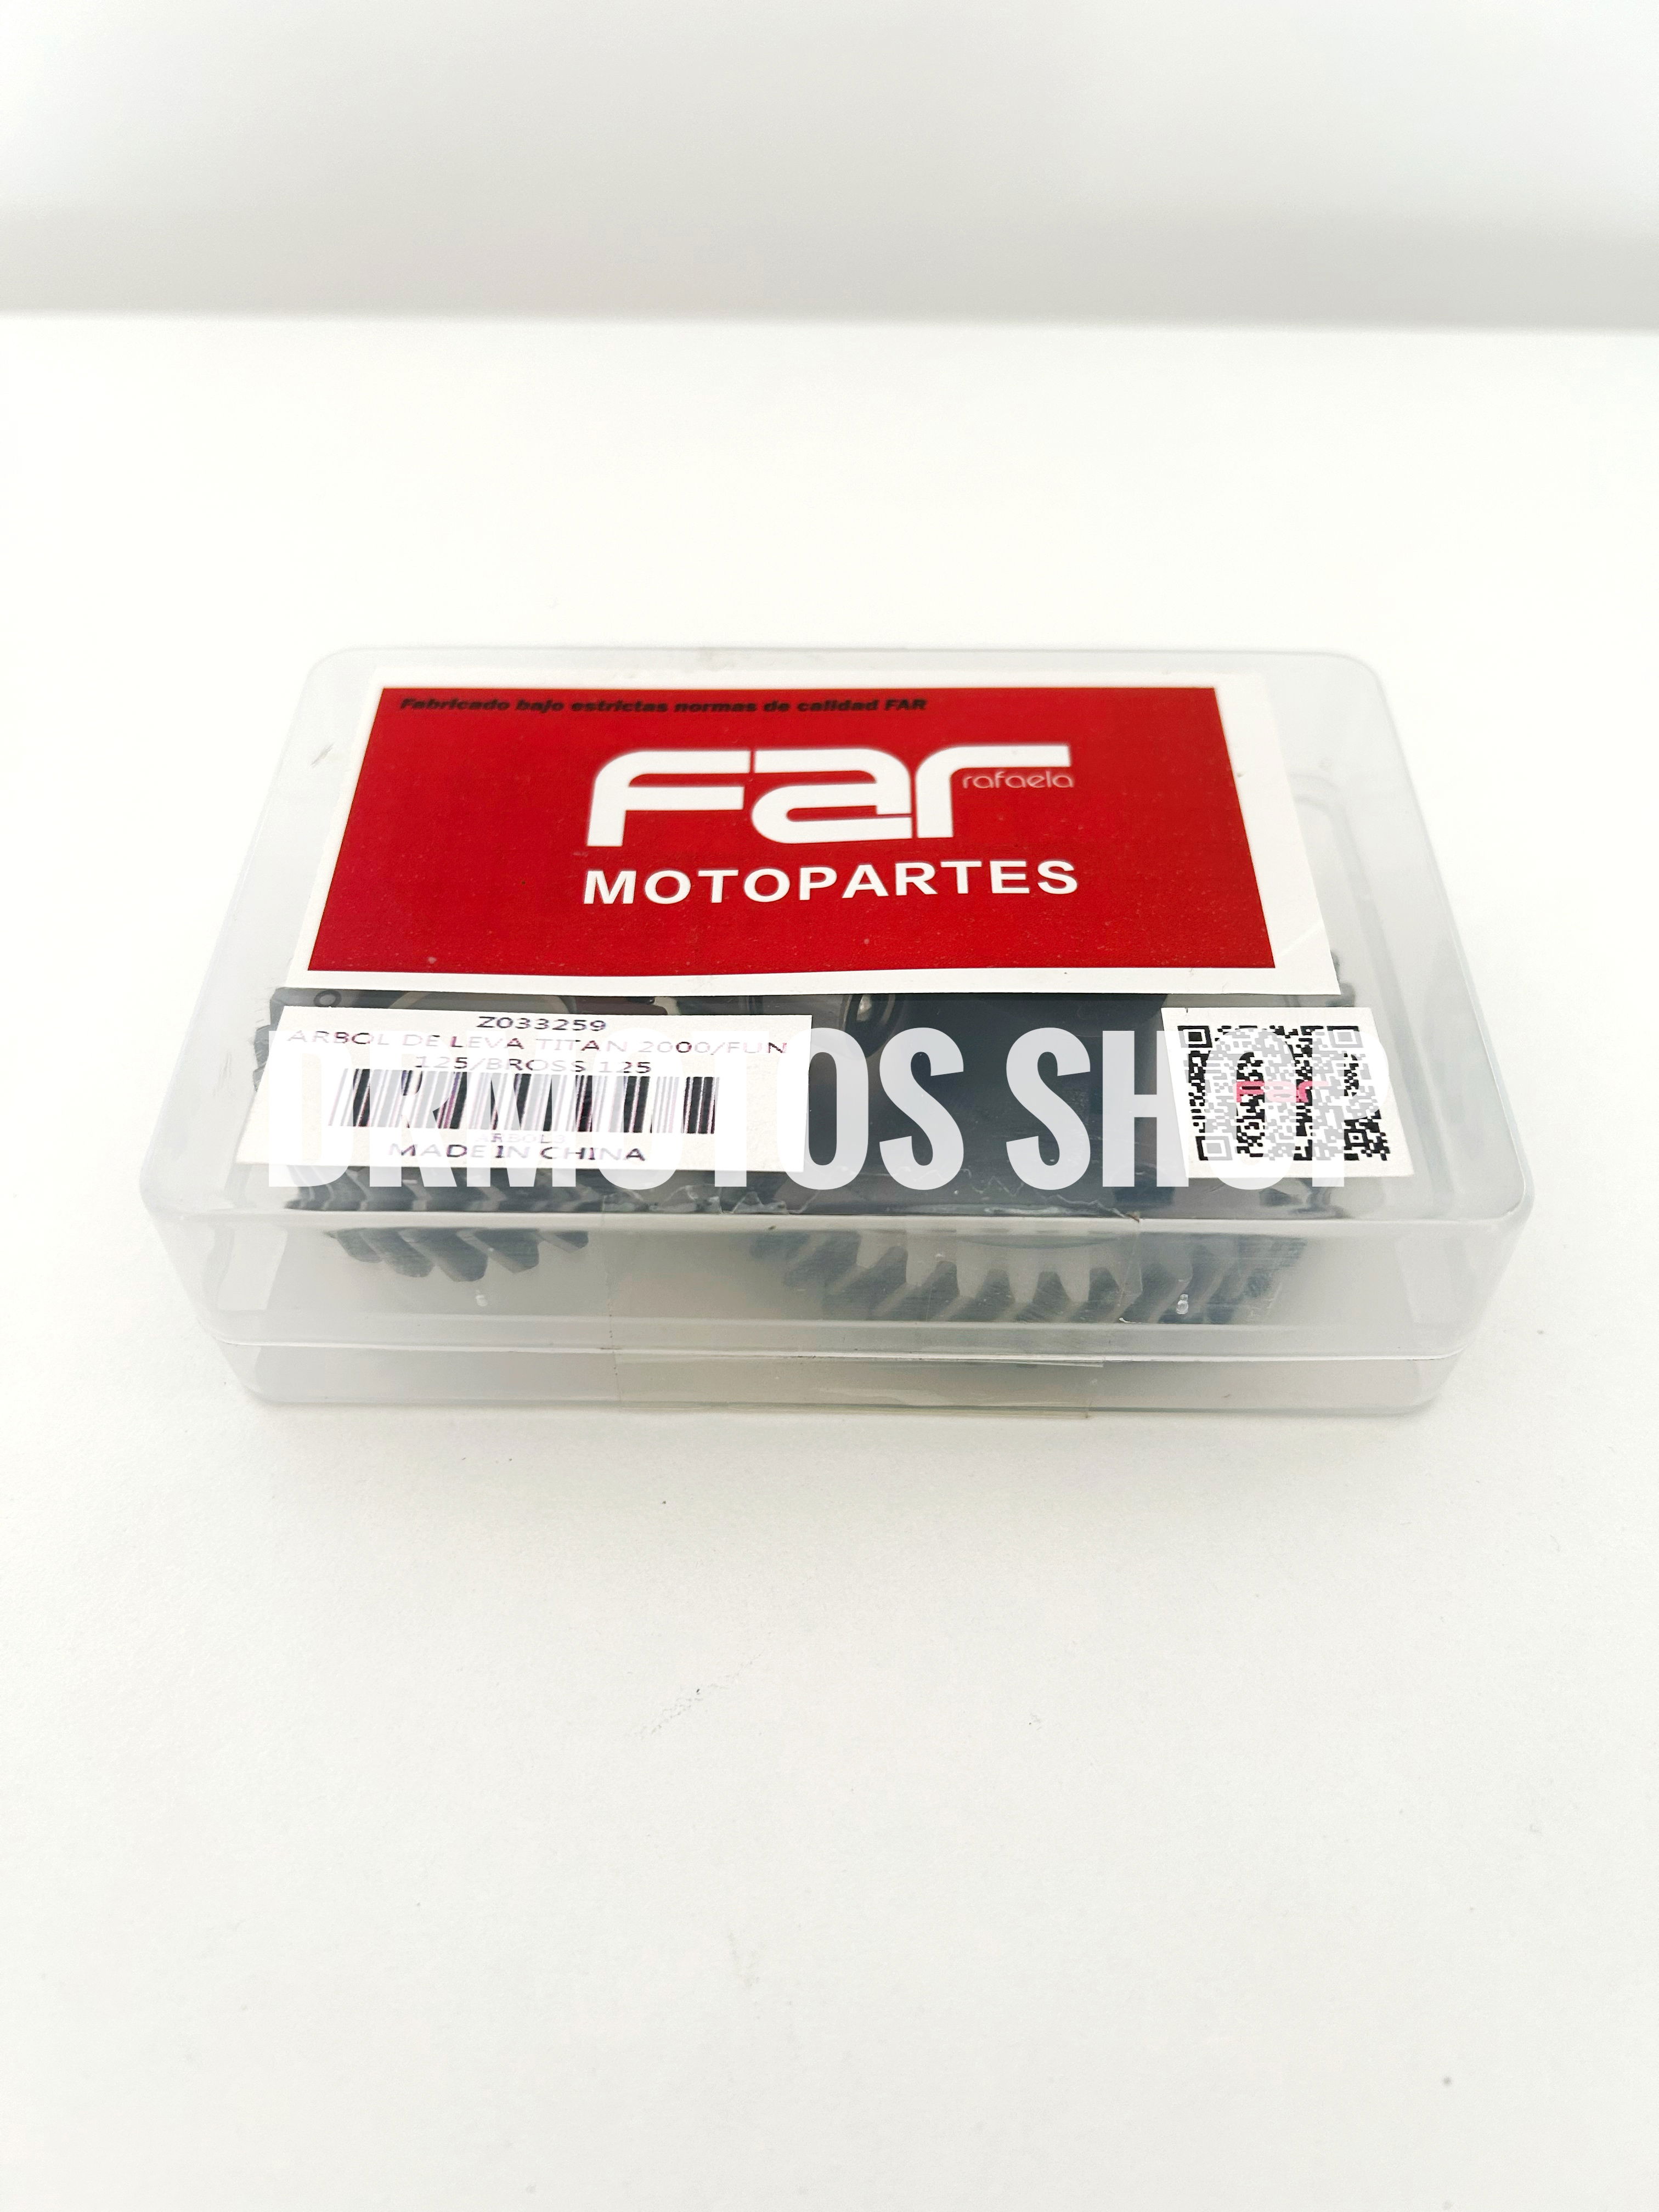 Fabricado bajo estrictas normas de calidad FAR
Far
rafaela
MOTOPARTES
Z033259
ARBOL DE LEVA TITAN 2000/FUN
125/BROSS 125
MADE IN CHINA
Far
DRMOTOS SHOP